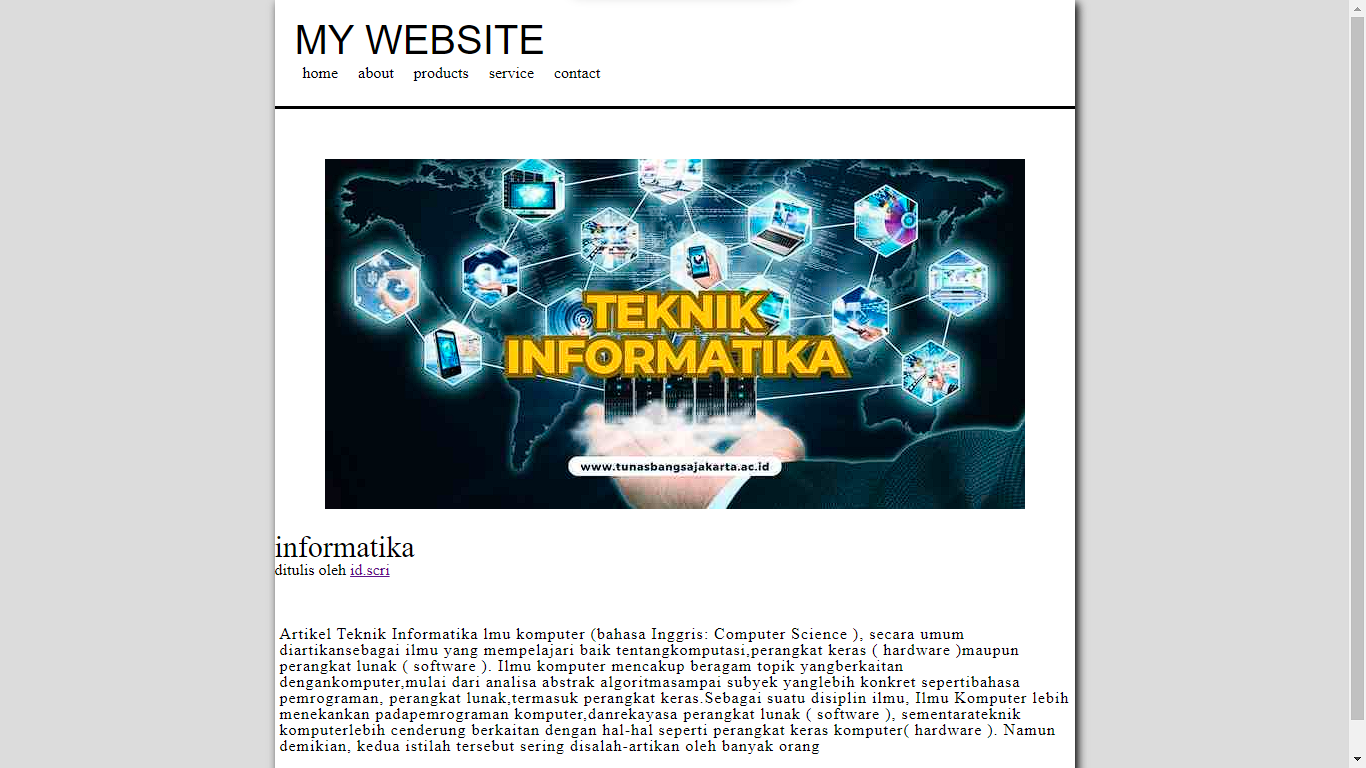 MY WEBSITE
home about products service contact
TEKNIK
INFORMATIKA
www.tunasbangsajakarta.ac.id
informatika
ditulis oleh id.scri
Artikel Teknik Informatika lmu komputer (bahasa Inggris: Computer Science ), secara umum
diartikansebagai ilmu yang mempelajari baik tentangkomputasi,perangkat keras ( hardware )maupun
perangkat lunak ( software ). Ilmu komputer mencakup beragam topik yangberkaitan
dengankomputer,mulai dari analisa abstrak algoritmasampai subyek yanglebih konkret sepertibahasa
pemrograman, perangkat lunak,termasuk perangkat keras.Sebagai suatu disiplin ilmu, Ilmu Komputer lebih
menekankan padapemrograman komputer,danrekayasa perangkat lunak ( software ), sementarateknik
komputerlebih cenderung berkaitan dengan hal-hal seperti perangkat keras komputer( hardware ). Namun
demikian, kedua istilah tersebut sering disalah-artikan oleh banyak orang